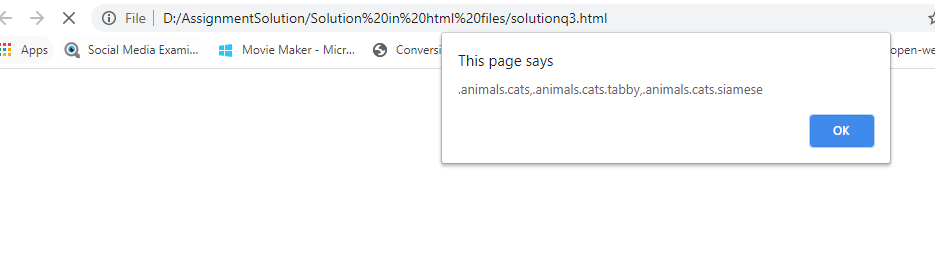 File D:/AssignmentSolution/Solution%20in%20html%20files/solutionq3.html
Apps Social Media Exami... Movie Maker - Micr... Conversi open-we
This page says
.animals.cats,.animals.cats.tabby,.animals.cats.siamese
OK